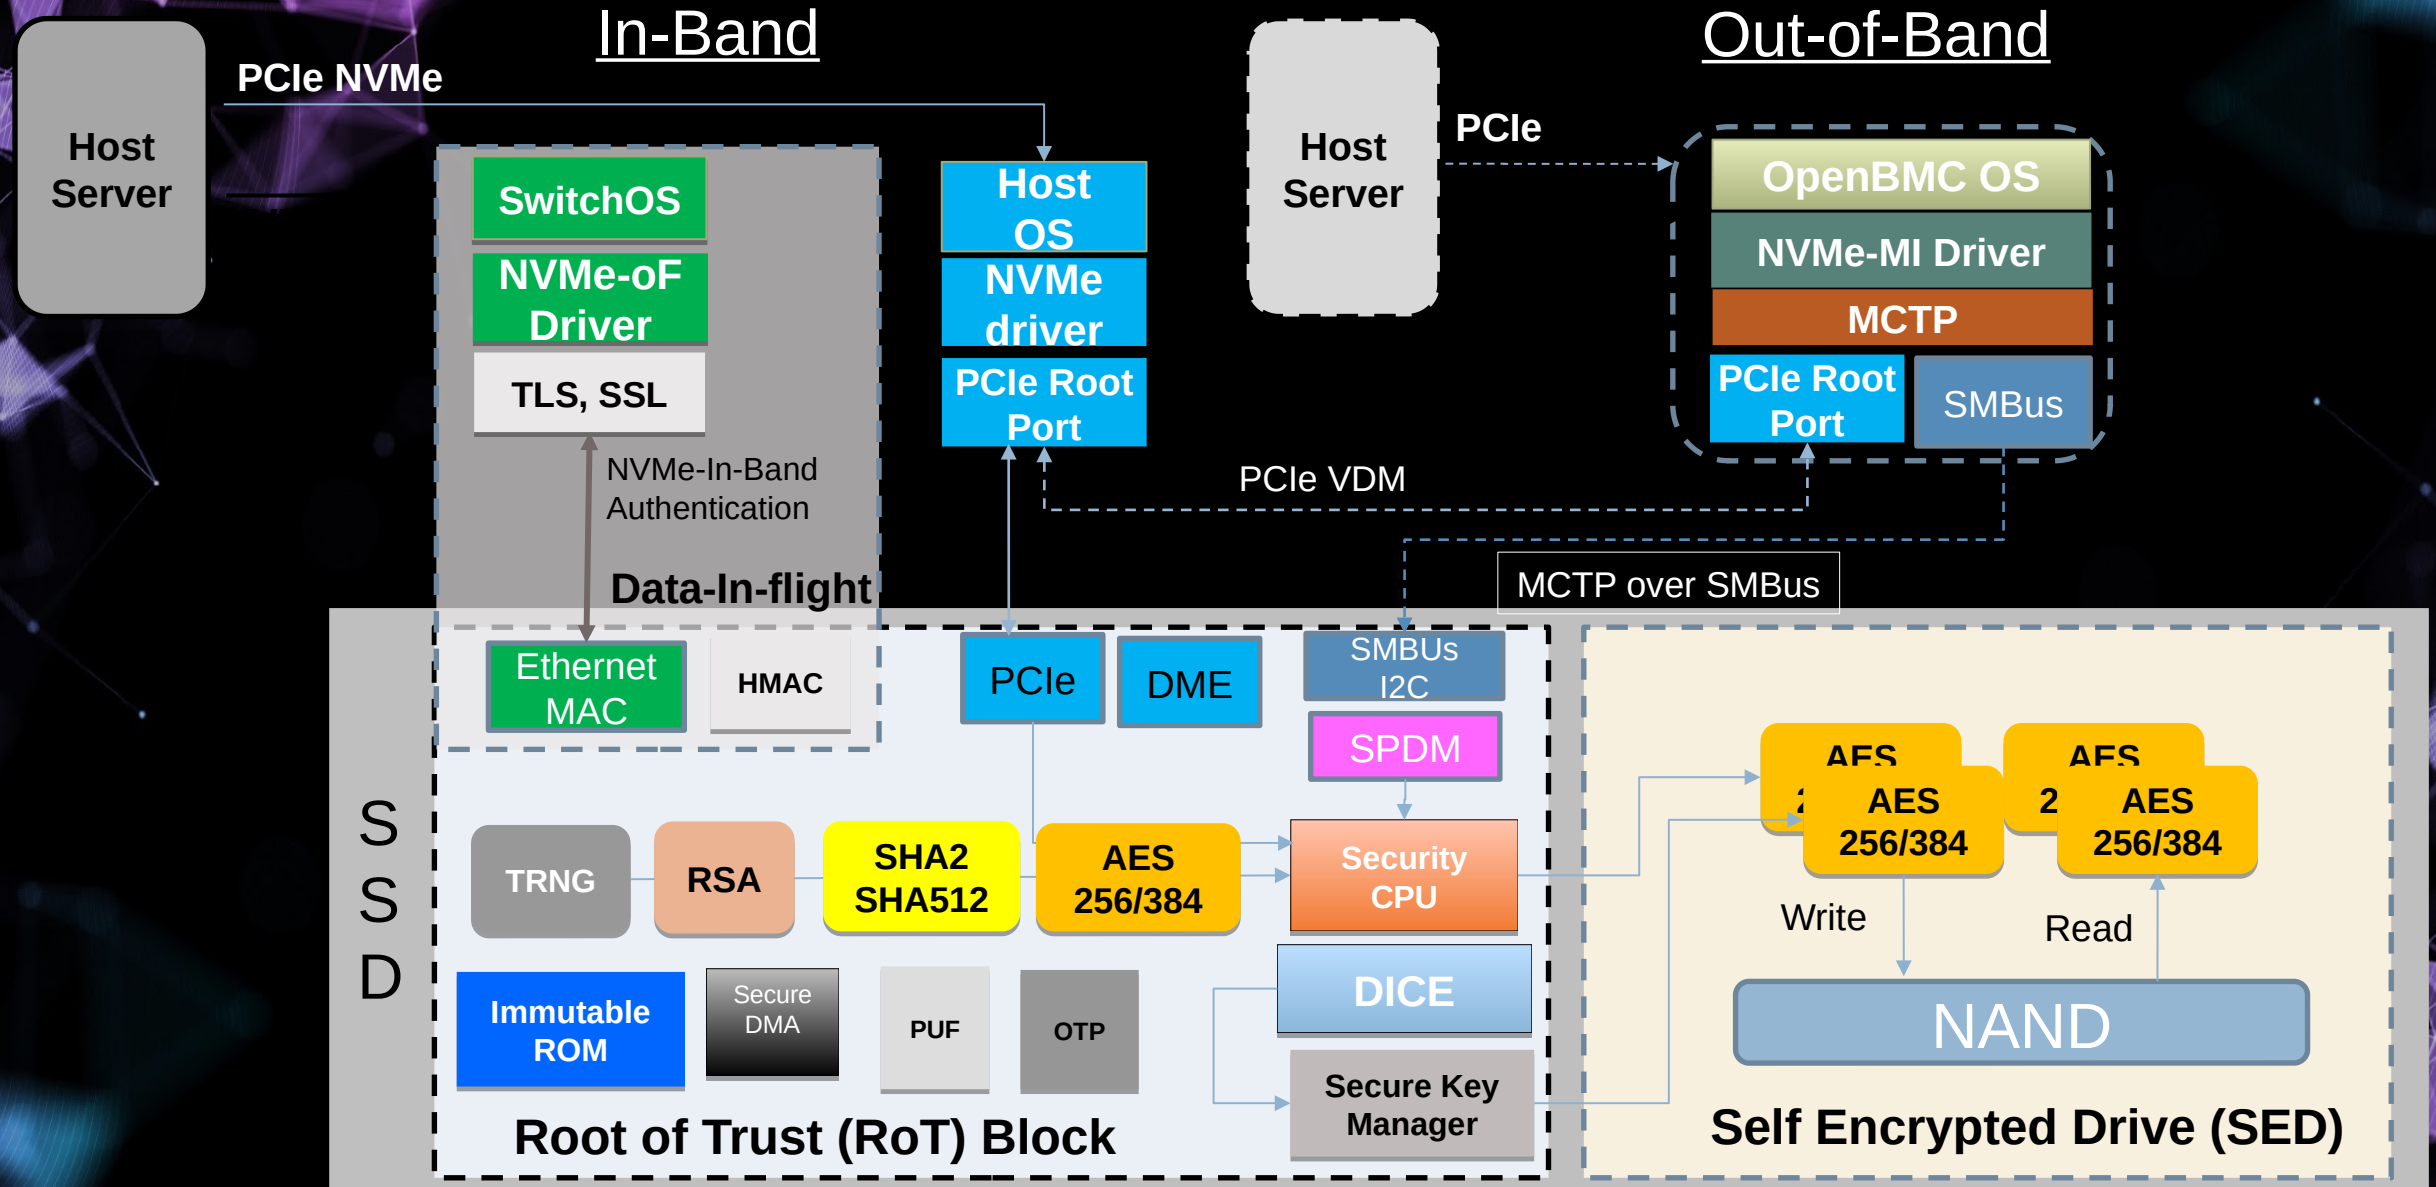 In-Band
Out-of-Band
PCIe NVMe
Host
Server
SwitchOS
NVMe-oF
Driver
TLS, SSL
NVMe-In-Band
Authentication
Data-In-flight
Host
OS
NVMe
driver
PCIe Root
Port
Host
Server
PCIe
OpenBMC OS
NVMe-MI Driver
MCTP
PCIe Root
Port
SMBus
PCIe VDM
MCTP over SMBus
S
S
D
Ethernet
MAC
HMAC
PCIe
DME
SMBUs
I2C
SPDM
TRNG
RSA
SHA2
SHA512
AES
256/384
Security
CPU
Immutable
ROM
Secure
DMA
PUF
OTP
DICE
Secure Key
Manager
Root of Trust (RoT) Block
AES
2
AES
256/384
AES
2
AES
256/384
Write
Read
NAND
Self Encrypted Drive (SED)